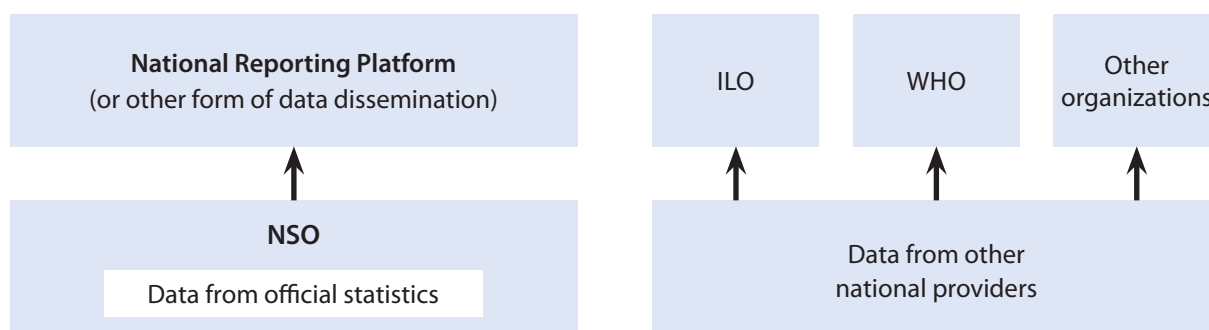 National Reporting Platform
(or other form of data dissemination)
ILO
WHO
Other
organizations
NSO
Data from official statistics
Data from other
national providers